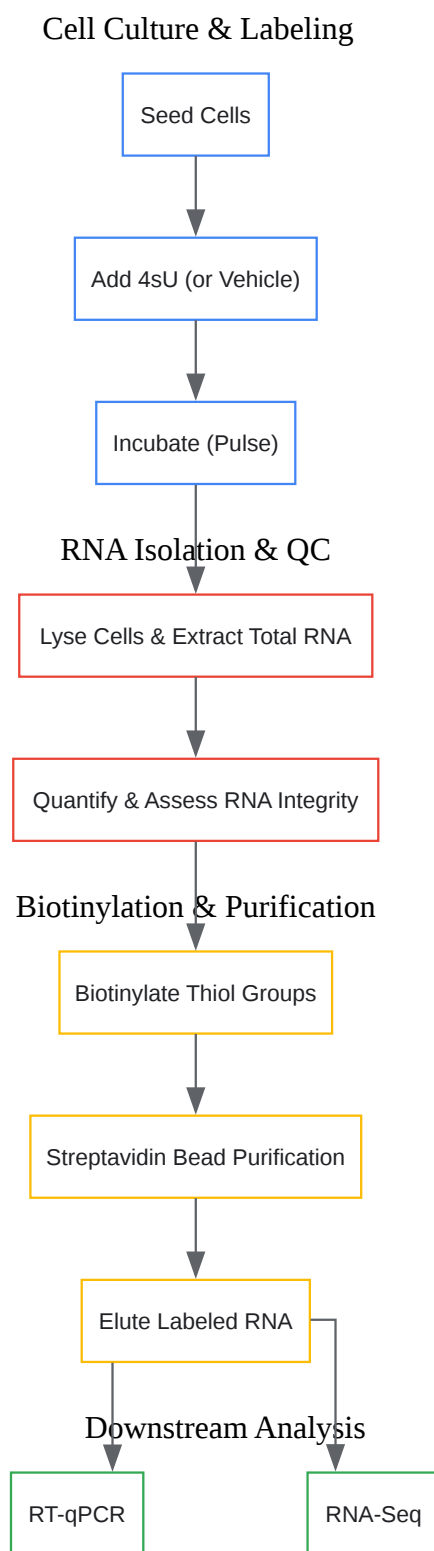 Cell Culture & Labeling
Seed Cells
Add 4sU (or Vehicle)
Incubate (Pulse)
RNA Isolation & QC
Lyse Cells & Extract Total RNA
Quantify & Assess RNA Integrity
Biotinylation & Purification
Biotinylate Thiol Groups
Streptavidin Bead Purification
Elute Labeled RNA
Downstream Analysis
RT-qPCR
RNA-Seq